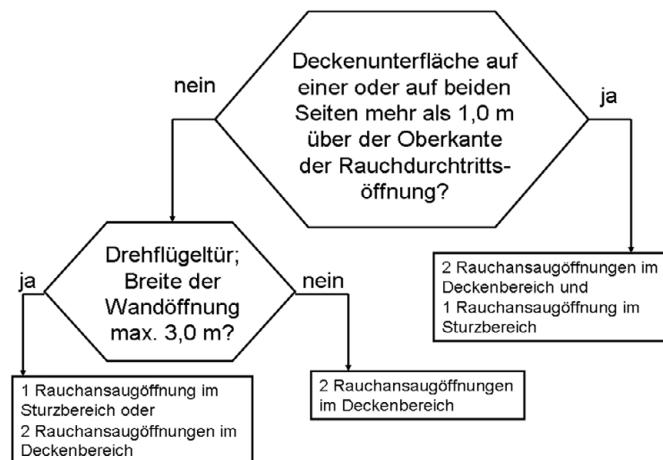 Deckenunterfläche auf
einer oder auf beiden
Seiten mehr als 1,0 m
über der Oberkante
der Rauchdurchtritts-
öffnung?
nein
ja
Drehflügeltür;
Breite der
Wandöffnung
max. 3,0 m?
ja
nein
2 Rauchansaugöffnungen im
Deckenbereich und
1 Rauchansaugöffnung im
Sturzbereich
1 Rauchansaugöffnung im
Sturzbereich oder
2 Rauchansaugöffnungen im
Deckenbereich
2 Rauchansaugöffnungen
im Deckenbereich